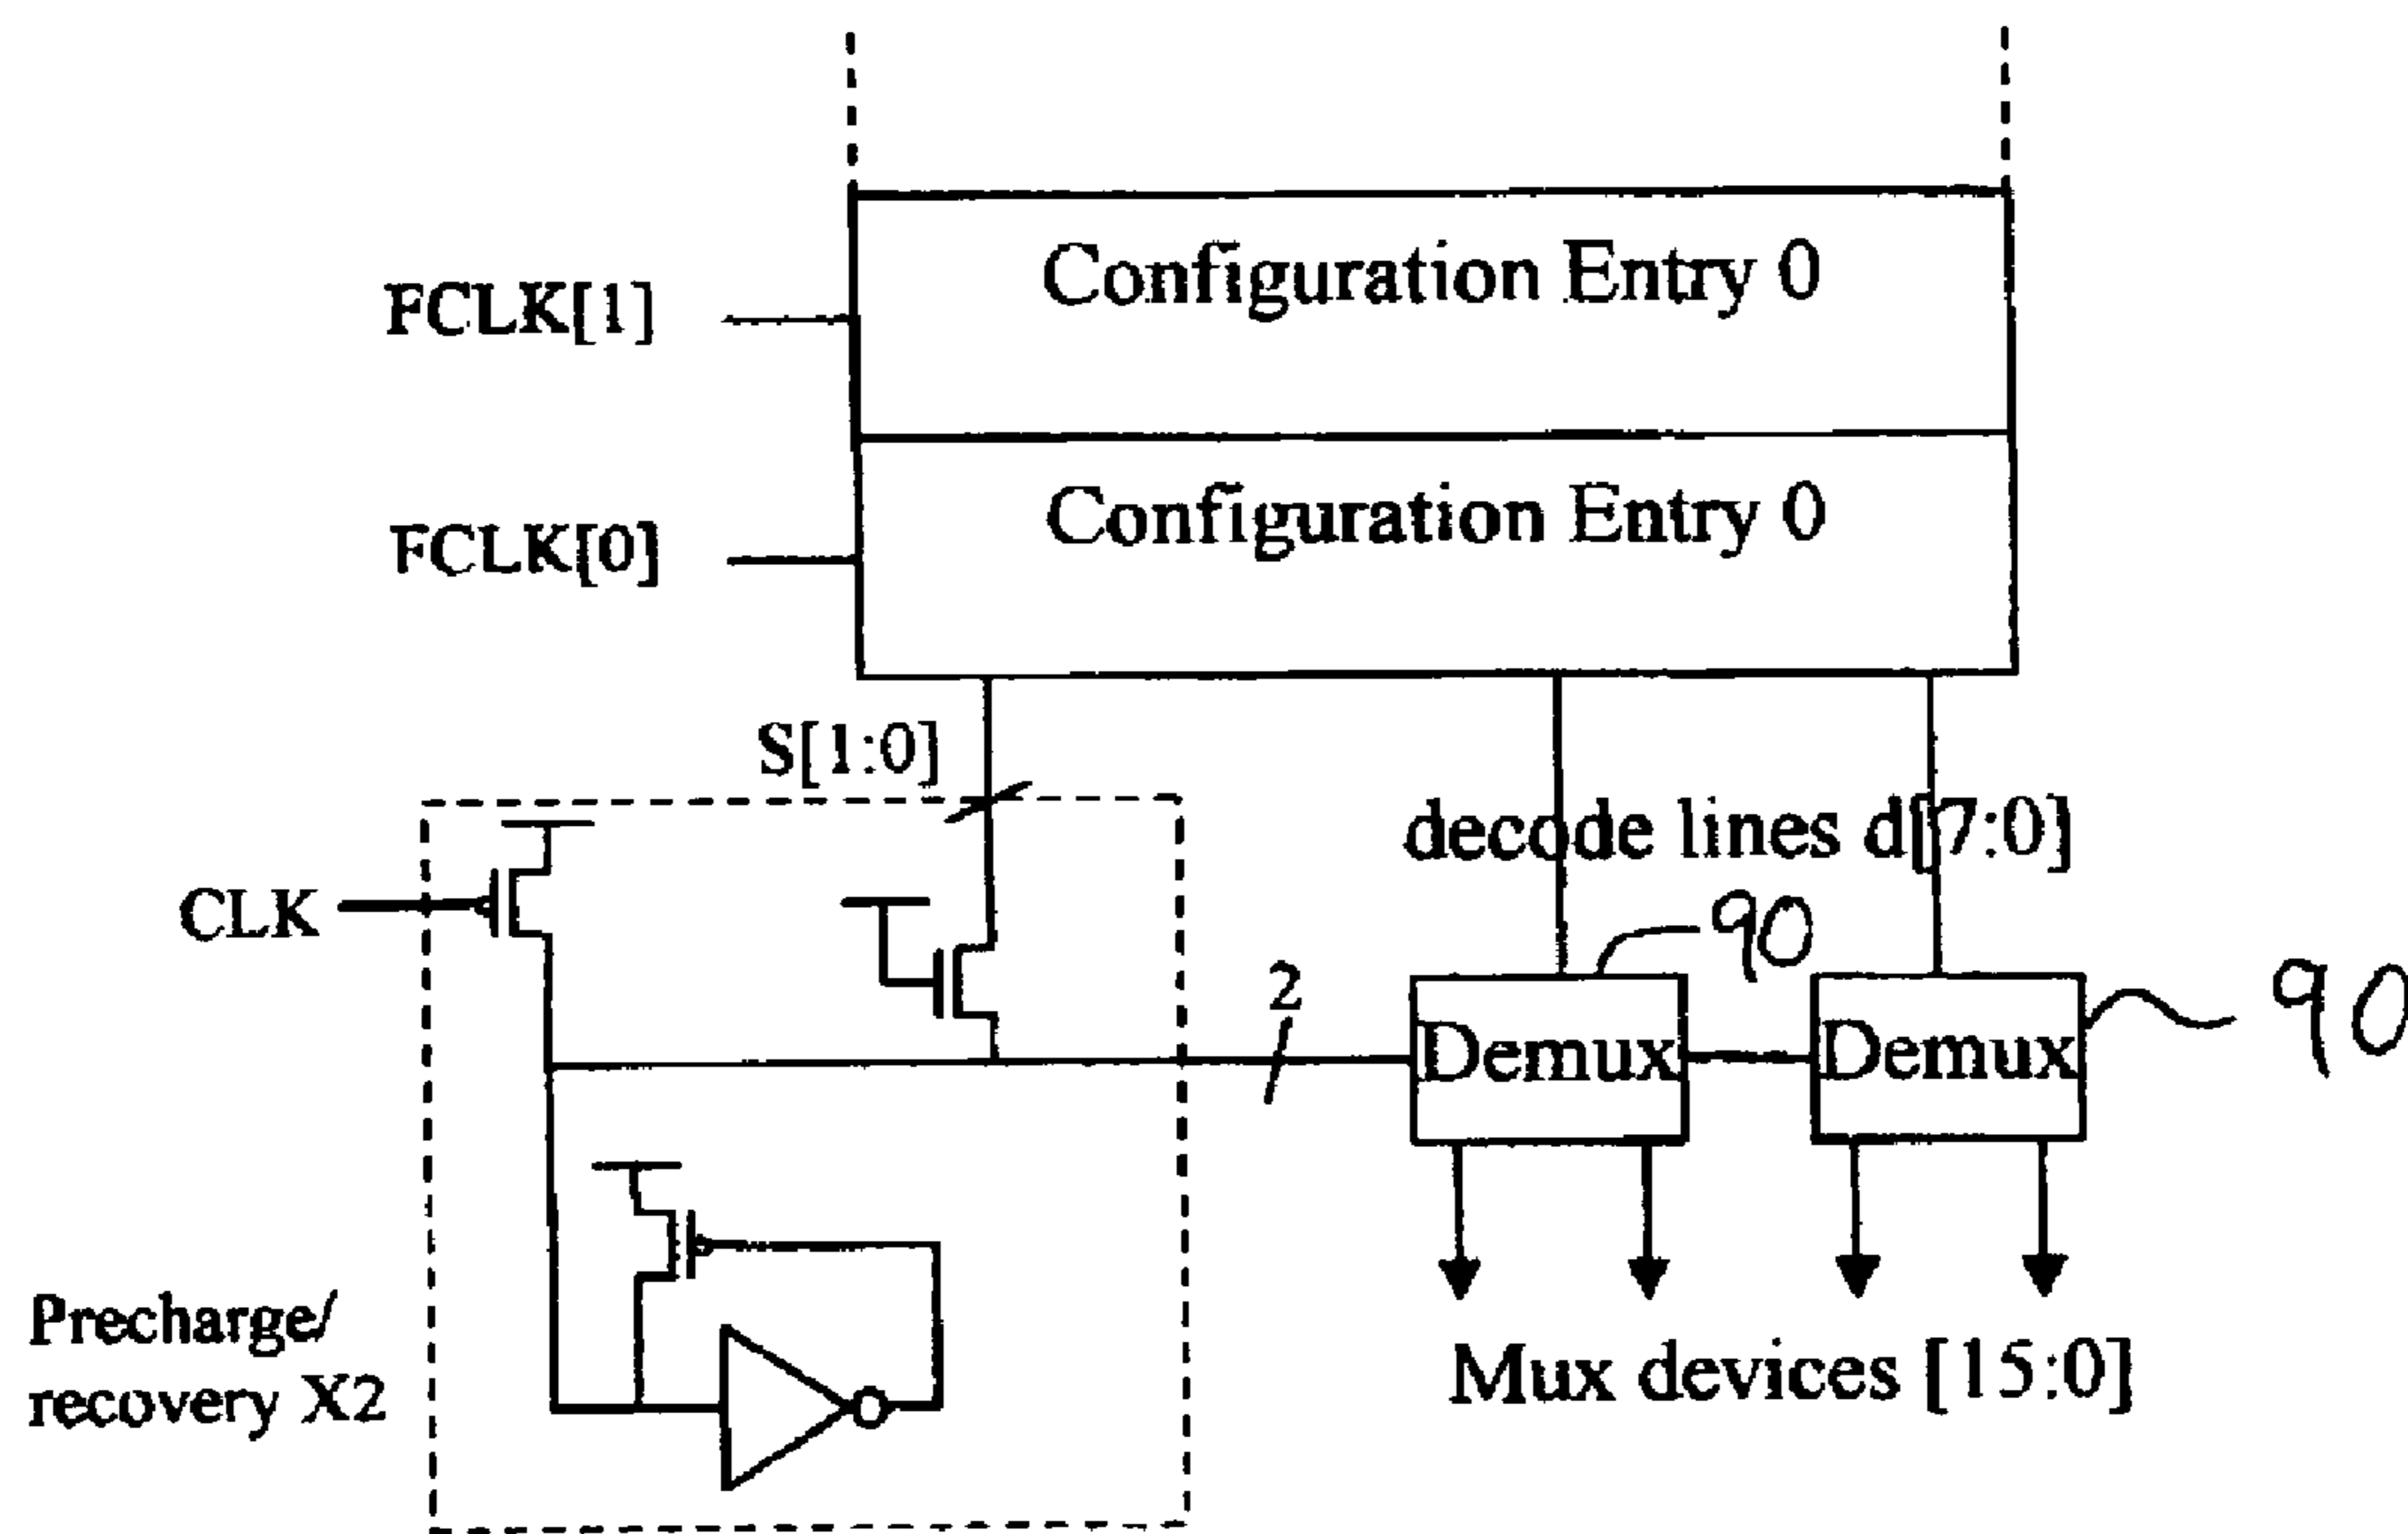 Configuration Entry 0
FCLK[1]
Configuration Entry 0
FCLK[0]
S[1:0]
decode lines d[7:0]
CLK
90
90
2
Demux
Demux
Precharge/
recovery X2
Mux devices [15:0]